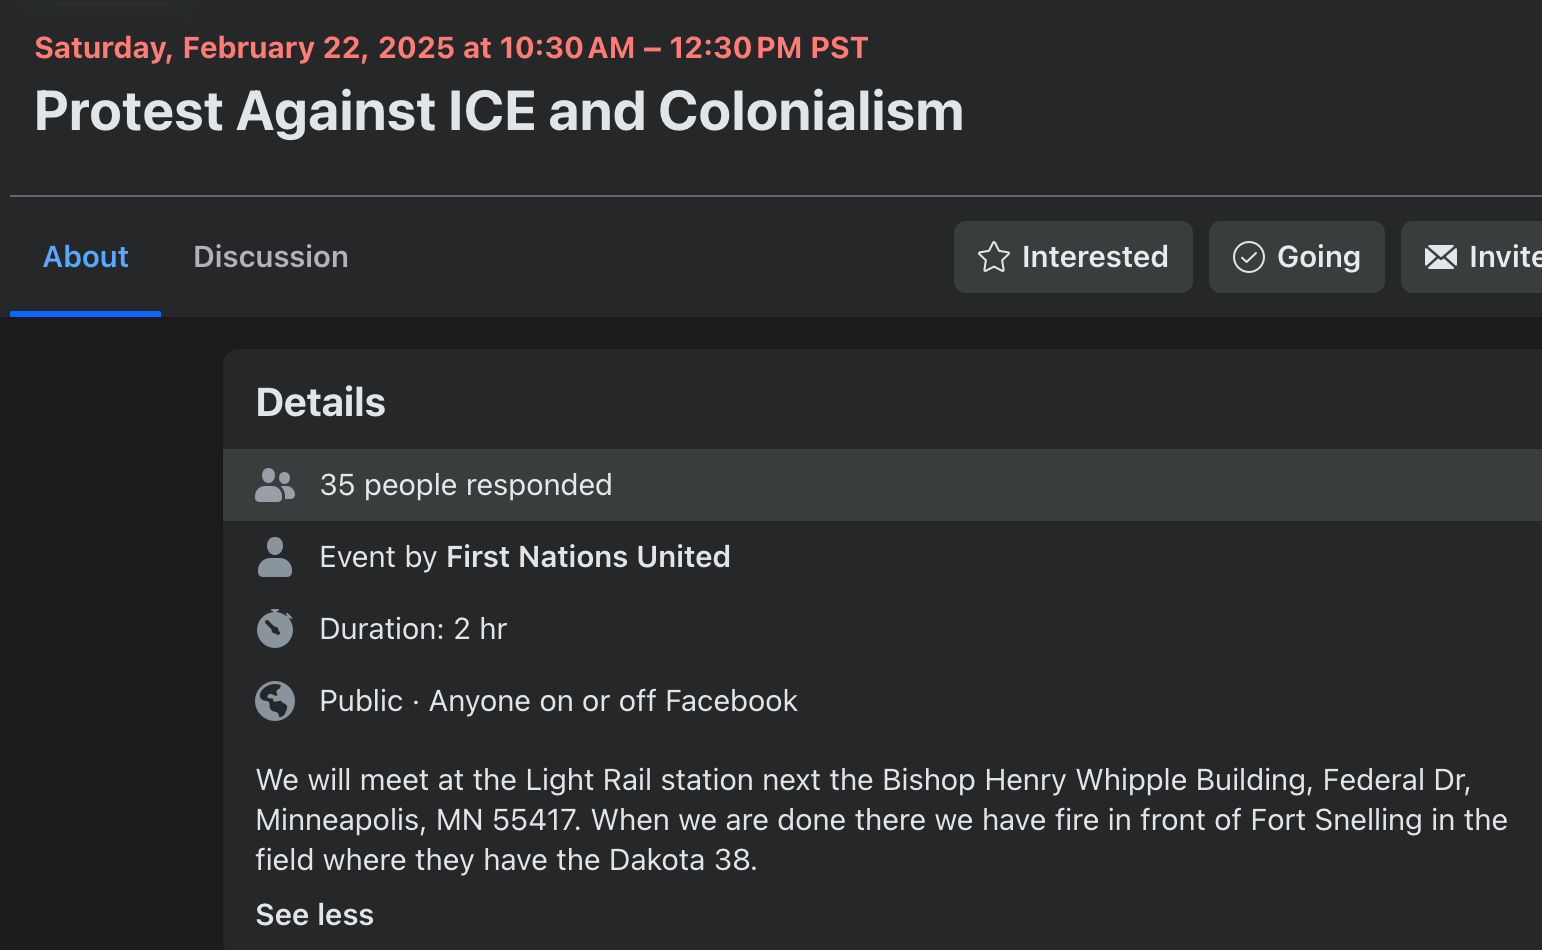 Saturday, February 22, 2025 at 10:30 AM – 12:30 PM PST
Protest Against ICE and Colonialism
About
Discussion
Interested
Going
Invite
Details
35 people responded
Event by First Nations United
Duration: 2 hr
Public · Anyone on or off Facebook
We will meet at the Light Rail station next the Bishop Henry Whipple Building, Federal Dr,
Minneapolis, MN 55417. When we are done there we have fire in front of Fort Snelling in the
field where they have the Dakota 38.
See less